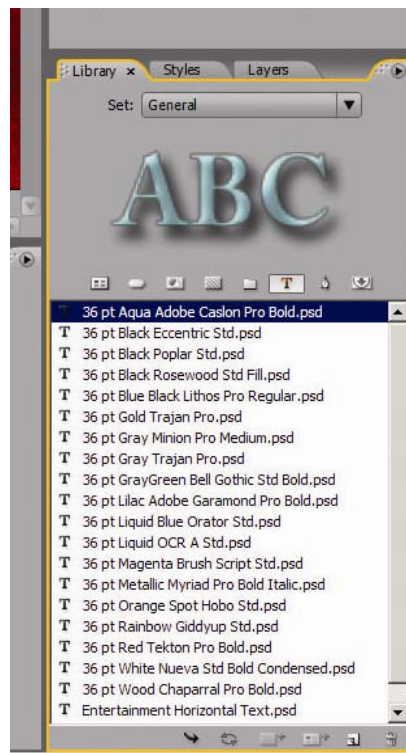 Library × Styles Layers
Set: General
ABC
T
36 pt Aqua Adobe Caslon Pro Bold.psd
T 36 pt Black Eccentric Std.psd
T 36 pt Black Poplar Std.psd
T 36 pt Black Rosewood Std Fill.psd
T 36 pt Blue Black Lithos Pro Regular.psd
T 36 pt Gold Trajan Pro.psd
T 36 pt Gray Minion Pro Medium.psd
T 36 pt Gray Trajan Pro.psd
T 36 pt GrayGreen Bell Gothic Std Bold.psd
T 36 pt Lilac Adobe Garamond Pro Bold.psd
T 36 pt Liquid Blue Orator Std.psd
T 36 pt Liquid OCR A Std.psd
T 36 pt Magenta Brush Script Std.psd
T 36 pt Metallic Myriad Pro Bold Italic.psd
T 36 pt Orange Spot Hobo Std.psd
T 36 pt Rainbow Giddyup Std.psd
T 36 pt Red Tekton Pro Bold.psd
T 36 pt White Nueva Std Bold Condensed.psd
T 36 pt Wood Chaparral Pro Bold.psd
T Entertainment Horizontal Text.psd